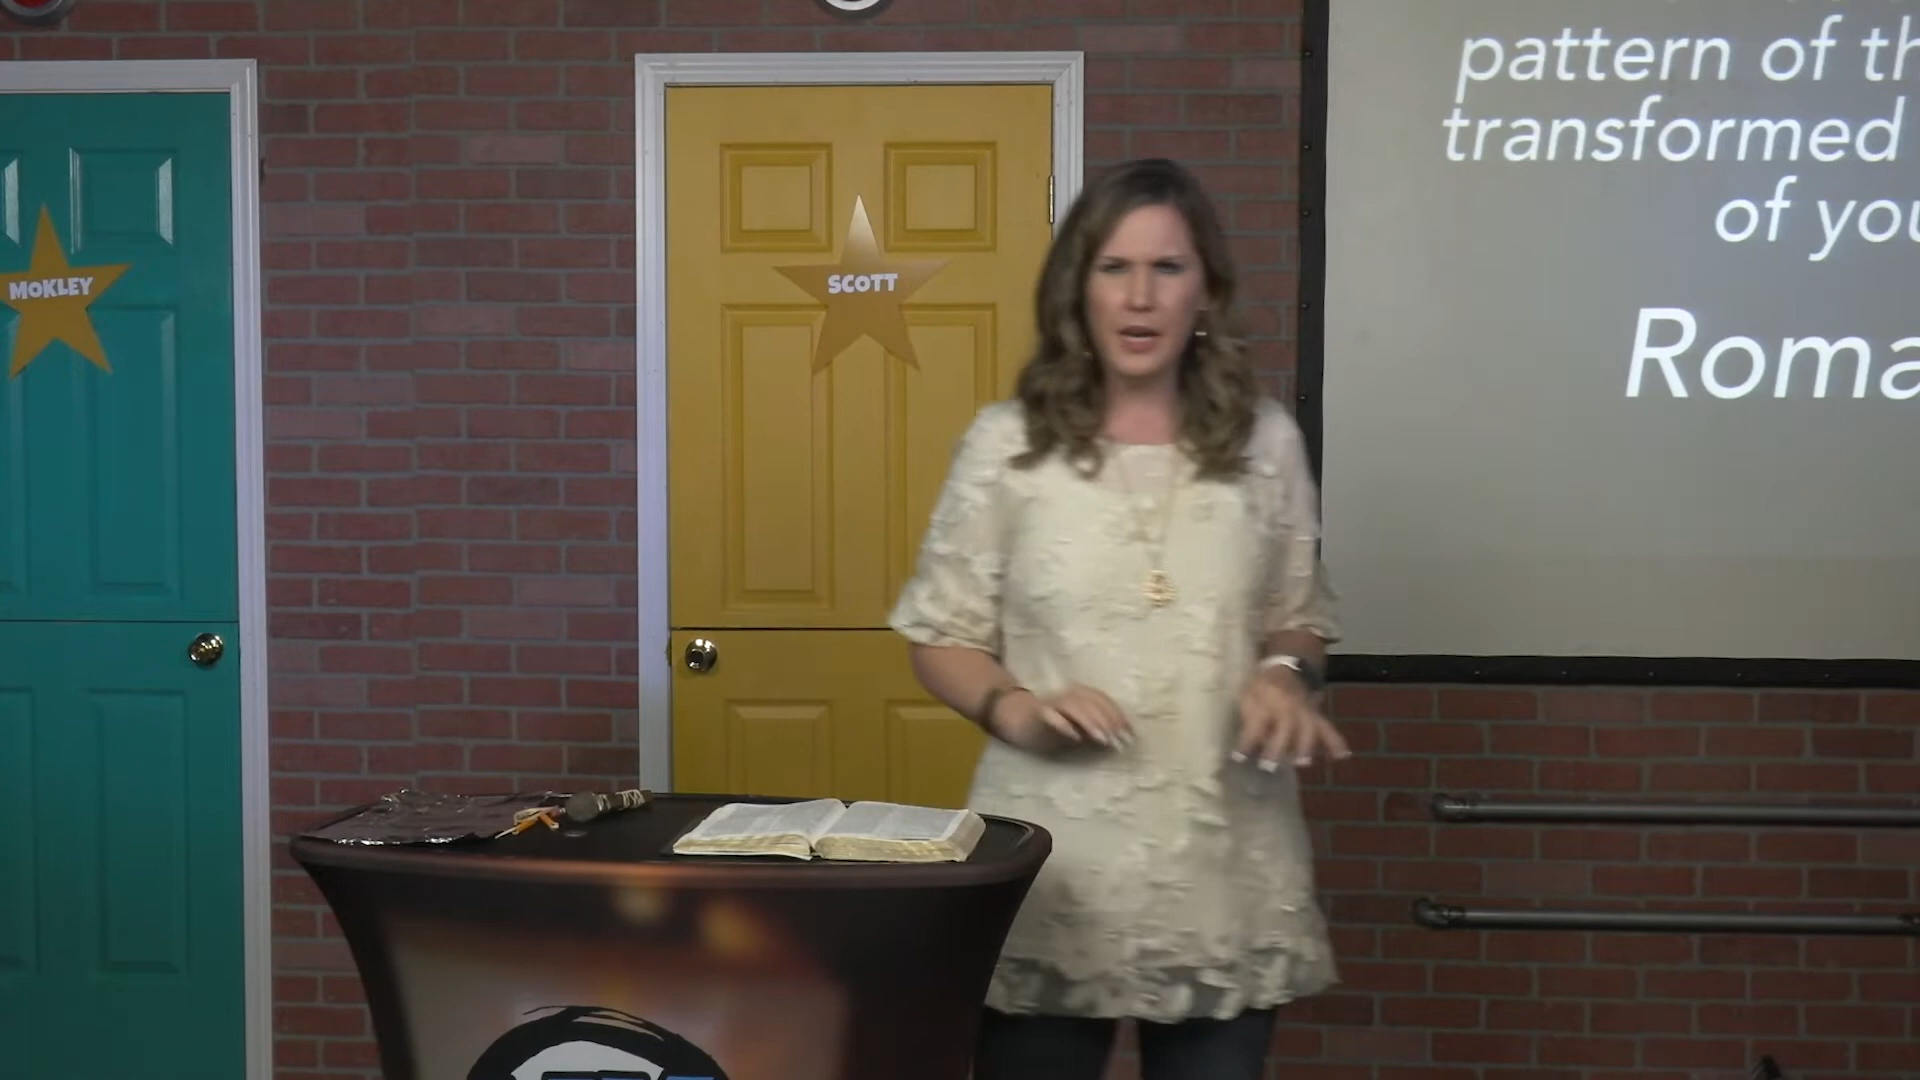 MOKLEY
SCOTT
pattern of th
transformed
of you
Roma